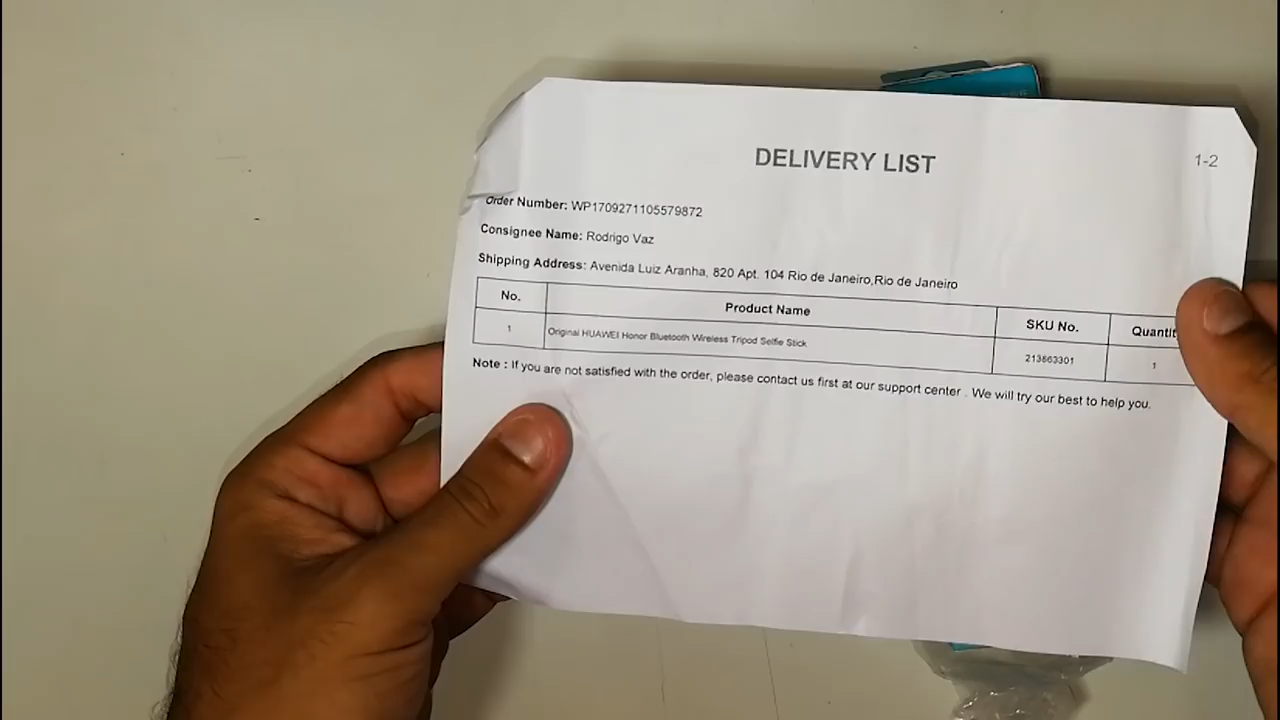 DELIVERY LIST
1-2
Order Number: WP1709271105579872
Consignee Name: Rodrigo Vaz
Shipping Address: Avenida Luiz Aranha, 820 Apt. 104 Rio de Janeiro,Rio de Janeiro
No. Product Name SKU No. Quantit
1 Original HUAWEI Honor Bluetooth Wireless Tripod Selfie Stick 213663301 1
Note : If you are not satisfied with the order, please contact us first at our support center . We will try our best to help you.